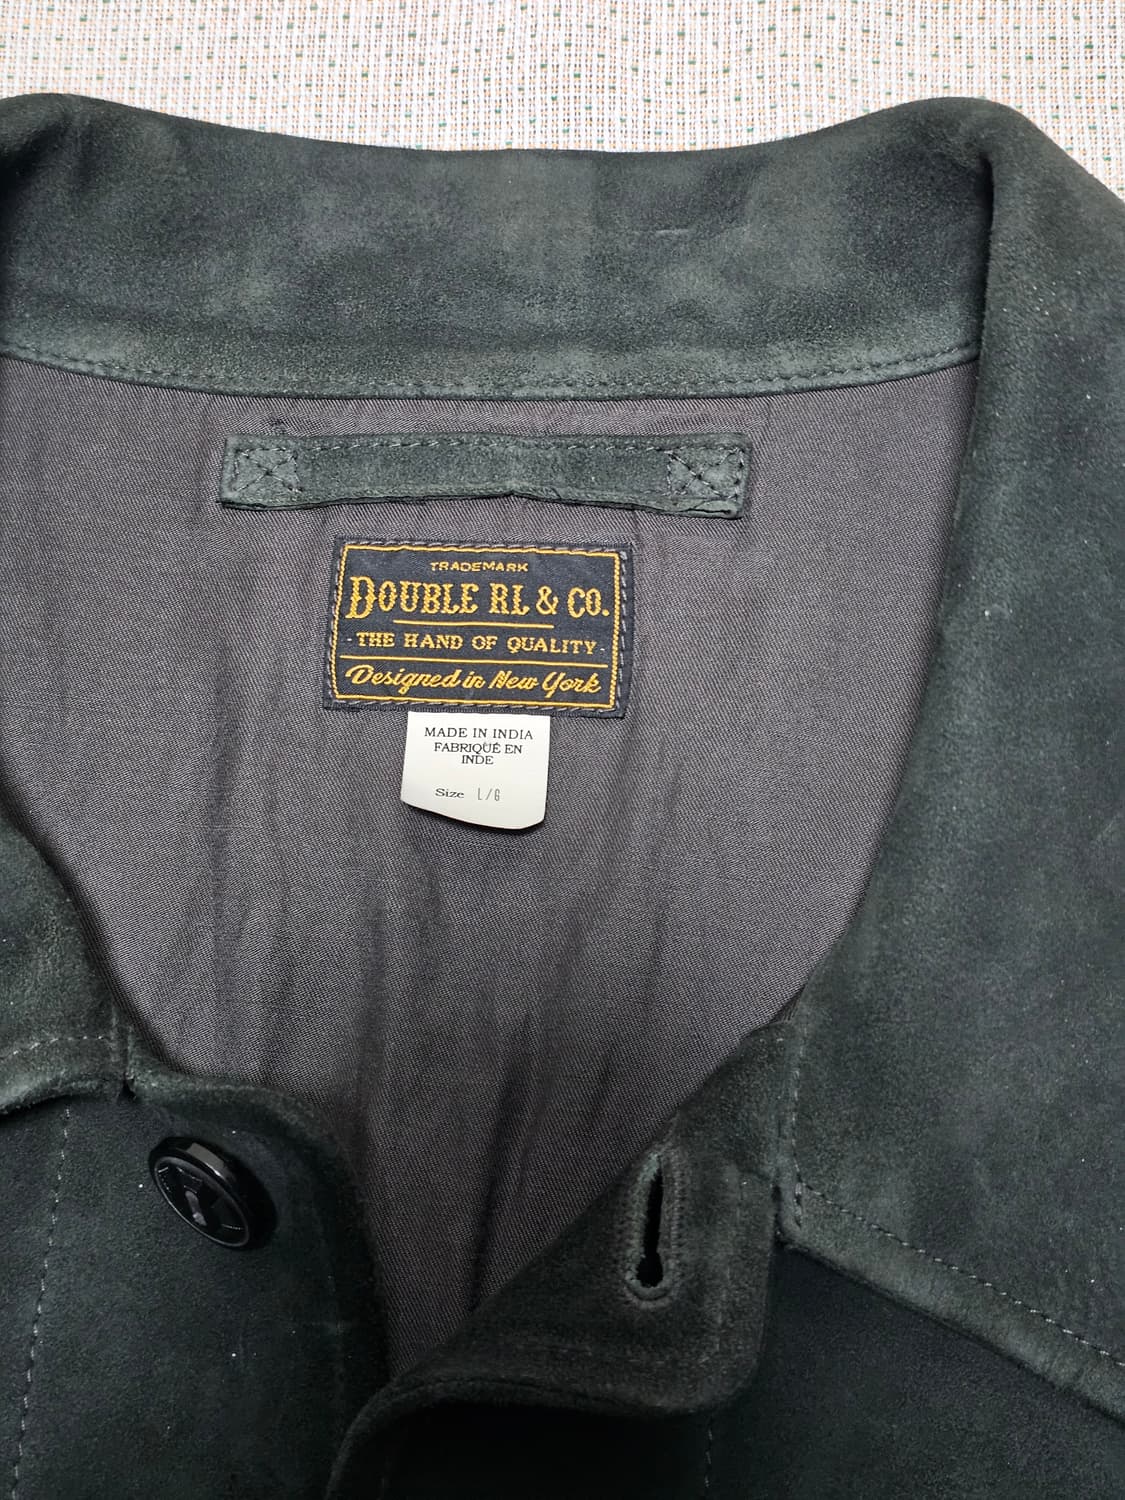 TRADEMARK
DOUBLE RL & CO.
- THE HAND OF QUALITY -
Designed in New York
MADE IN INDIA
FABRIQUÉ EN
INDE
Size L/G